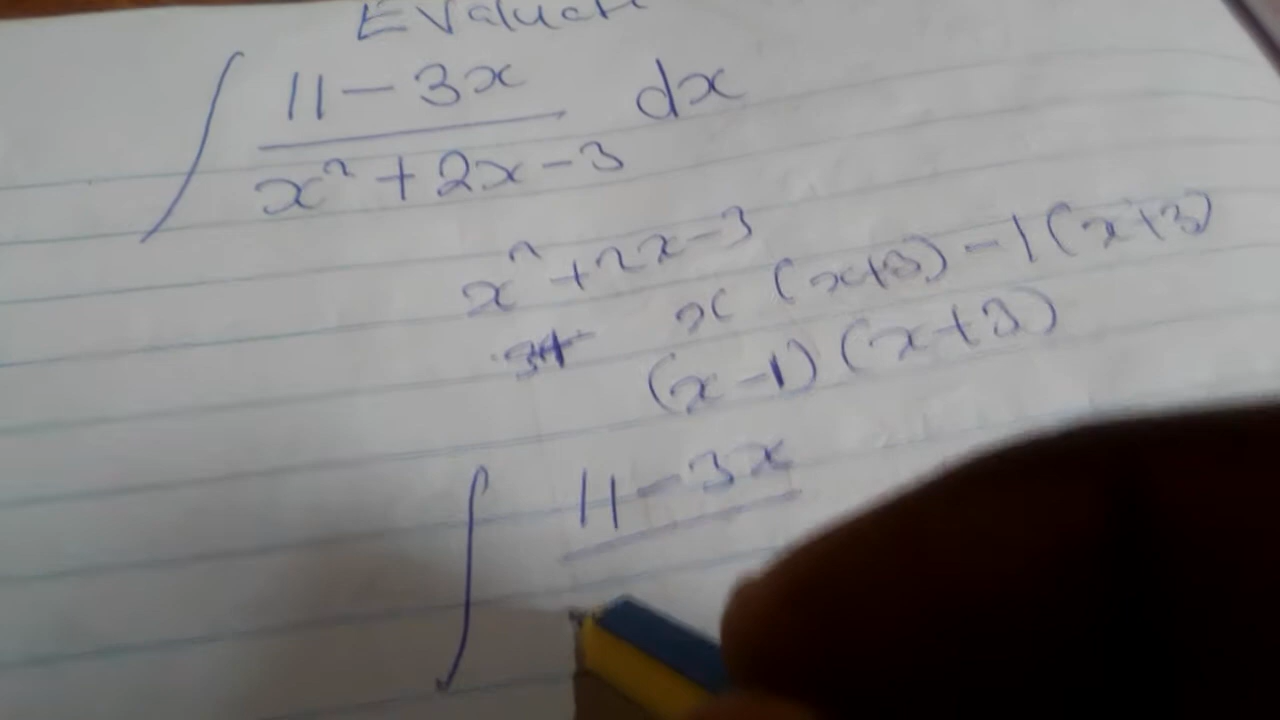 Evaluate
∫ 11 - 3x / x² + 2x - 3 dx
x² + 2x - 3
x (x+3) - 1 (x+3)
(x-1) (x+3)
∫ 11 - 3x